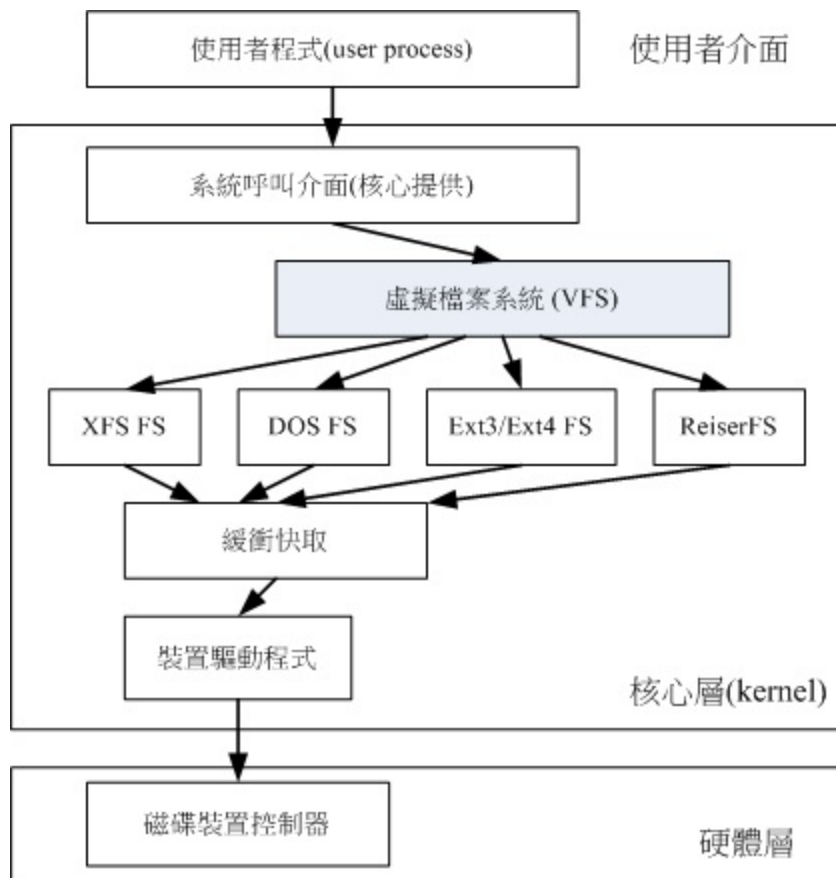 使用者程式(user process)
使用者介面
系統呼叫介面(核心提供)
虛擬檔案系統 (VFS)
XFS FS
DOS FS
Ext3/Ext4 FS
ReiserFS
緩衝快取
裝置驅動程式
核心層(kernel)
磁碟裝置控制器
硬體層